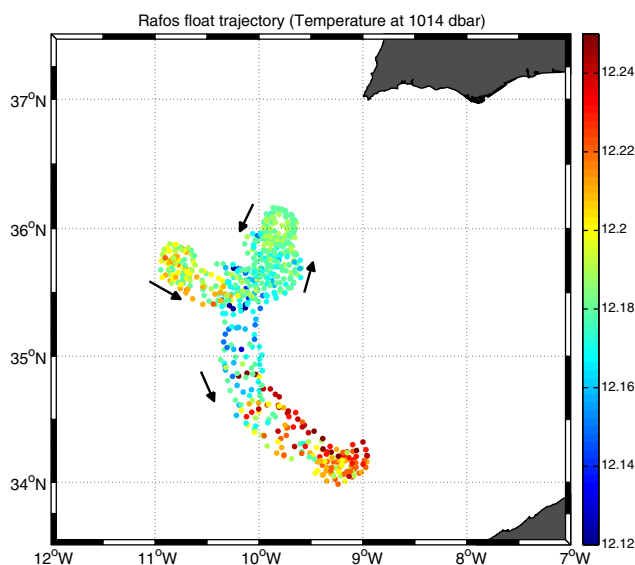 Rafos float trajectory (Temperature at 1014 dbar)
37°N
36°N
35°N
34°N
12°W 11°W 10°W 9°W 8°W 7°W
12.24
12.22
12.2
12.18
12.16
12.14
12.12